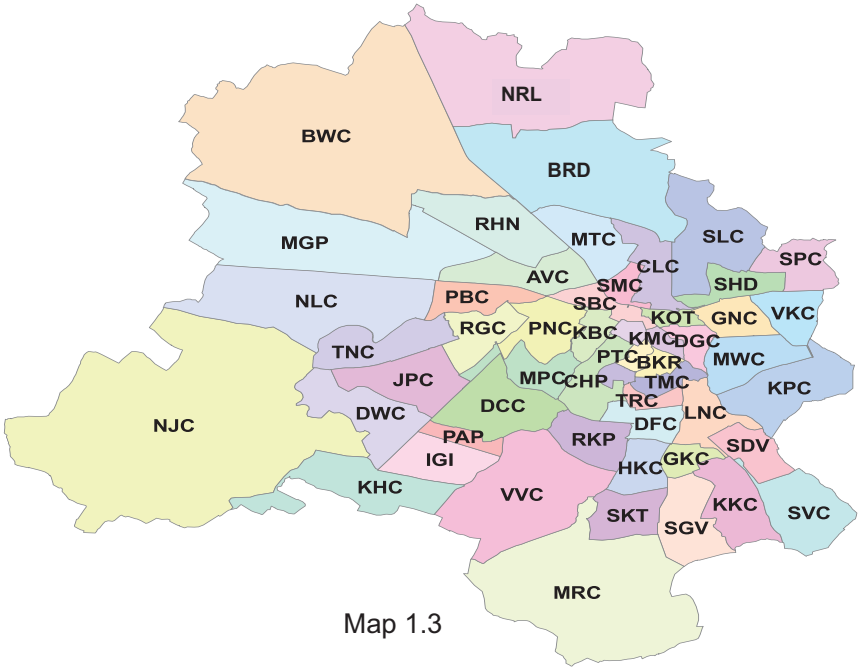 NRL
BWC
BRD
RHN
MTC
SLC
MGP
SPC
CLC
AVC
SHD
SMC
PBC
NLC
SBC
VKC
KOT
GNC
RGC
PNC
KBC
KMC
DGC
TNC
PTC
MWC
BKR
MPC
CHP
JPC
TMC
KPC
TRC
DCC
LNC
DWC
DFC
NJC
PAP
RKP
SDV
IGI
GKC
HKC
KHC
VVC
KKC
SVC
SKT
SGV
MRC
Map 1.3